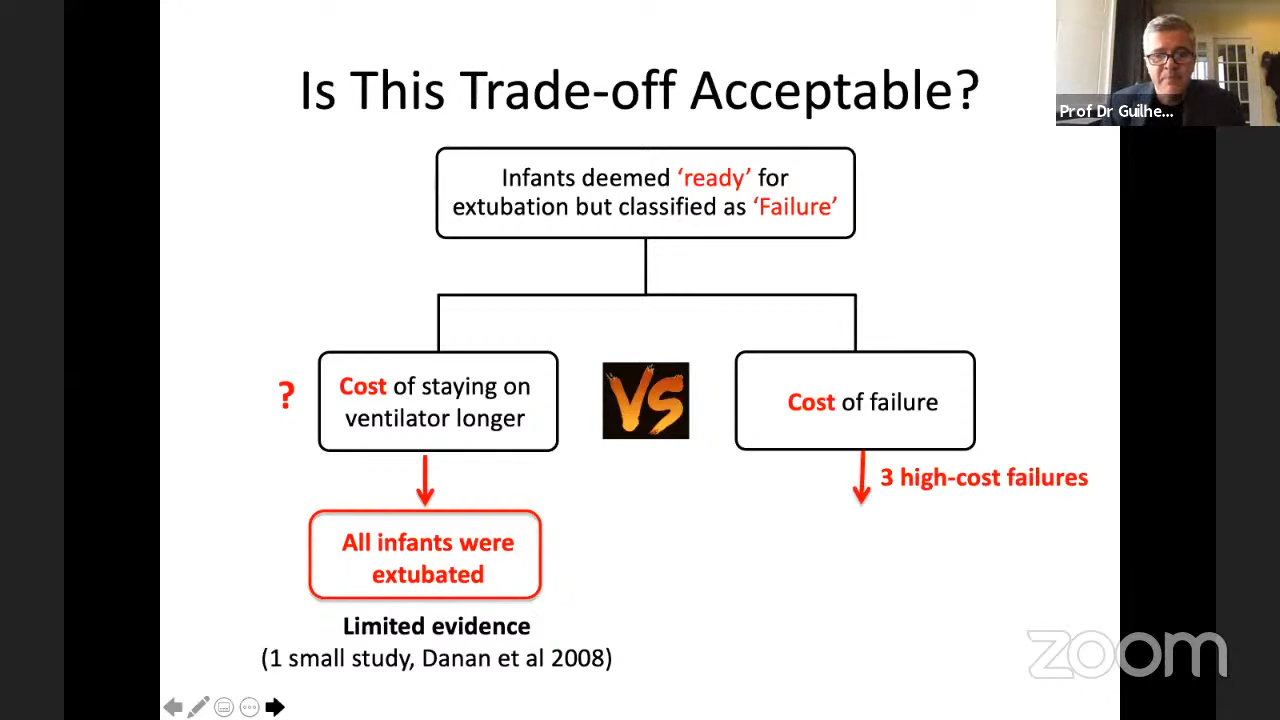 Is This Trade-off Acceptable?
Prof Dr Guilhe...
Infants deemed ‘ready’ for
extubation but classified as ‘Failure’
?
Cost of staying on
ventilator longer
VS
Cost of failure
3 high-cost failures
All infants were
extubated
Limited evidence
(1 small study, Danan et al 2008)
zoom